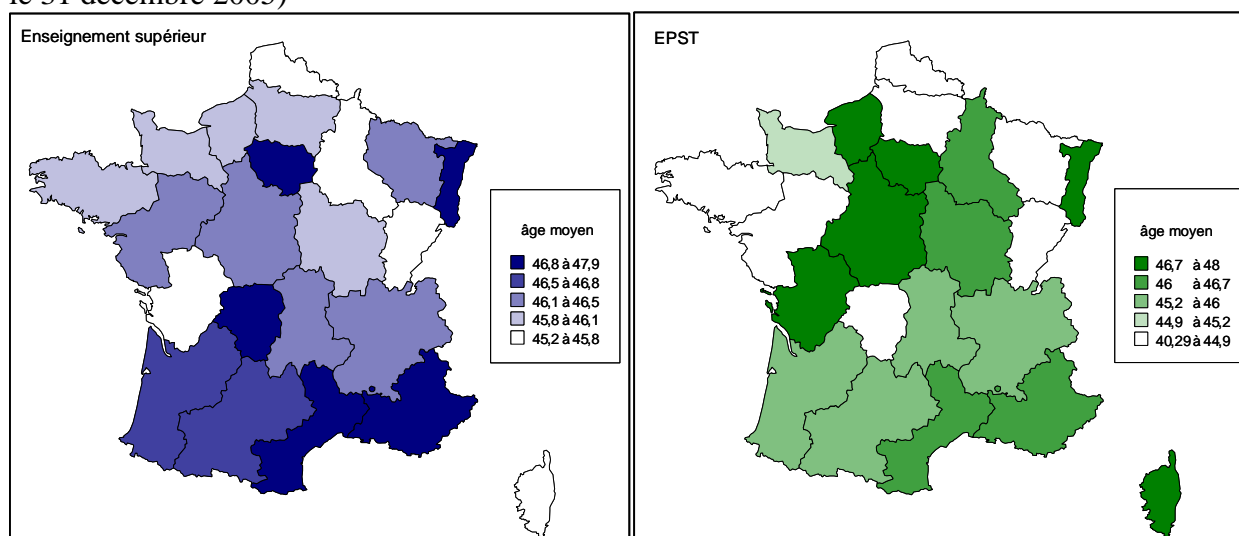 le 31 décembre 2005)
Enseignement supérieur
âge moyen
46,8 à 47,9
46,5 à 46,8
46,1 à 46,5
45,8 à 46,1
45,2 à 45,8
EPST
âge moyen
46,7 à 48
46 à 46,7
45,2 à 46
44,9 à 45,2
40,29 à 44,9